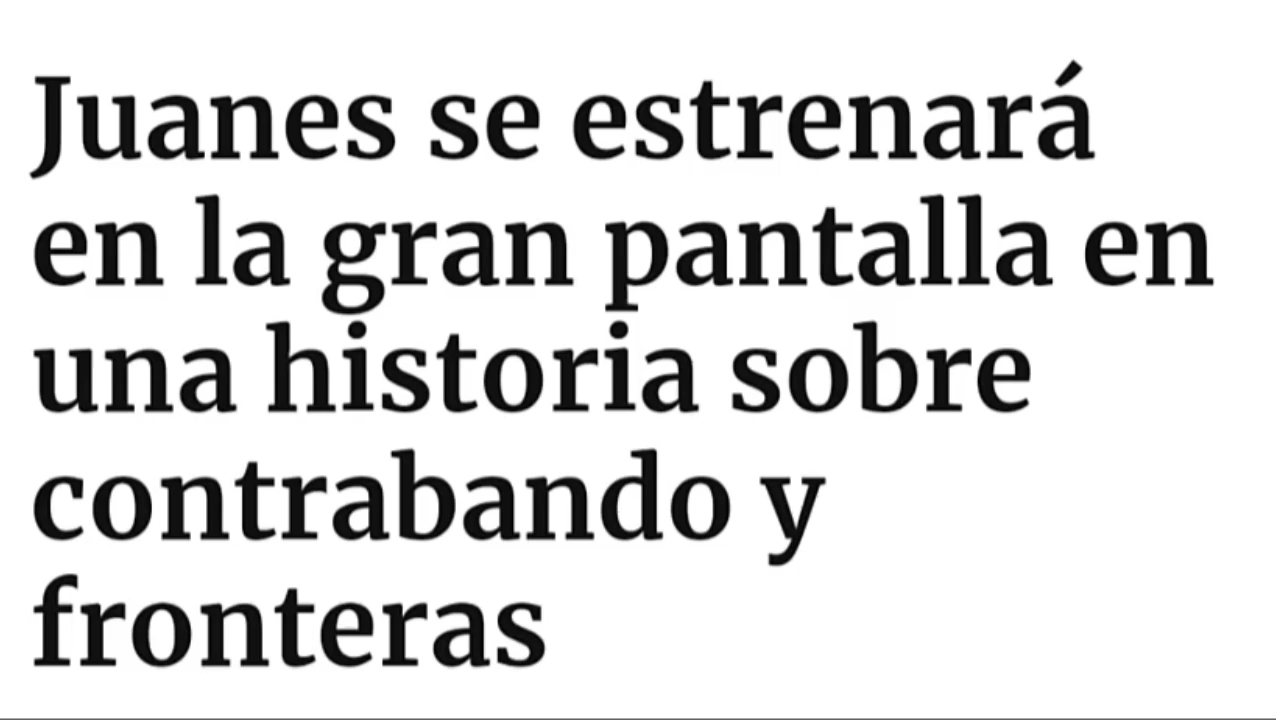 Juanes se estrenará
en la gran pantalla en
una historia sobre
contrabando y
fronteras